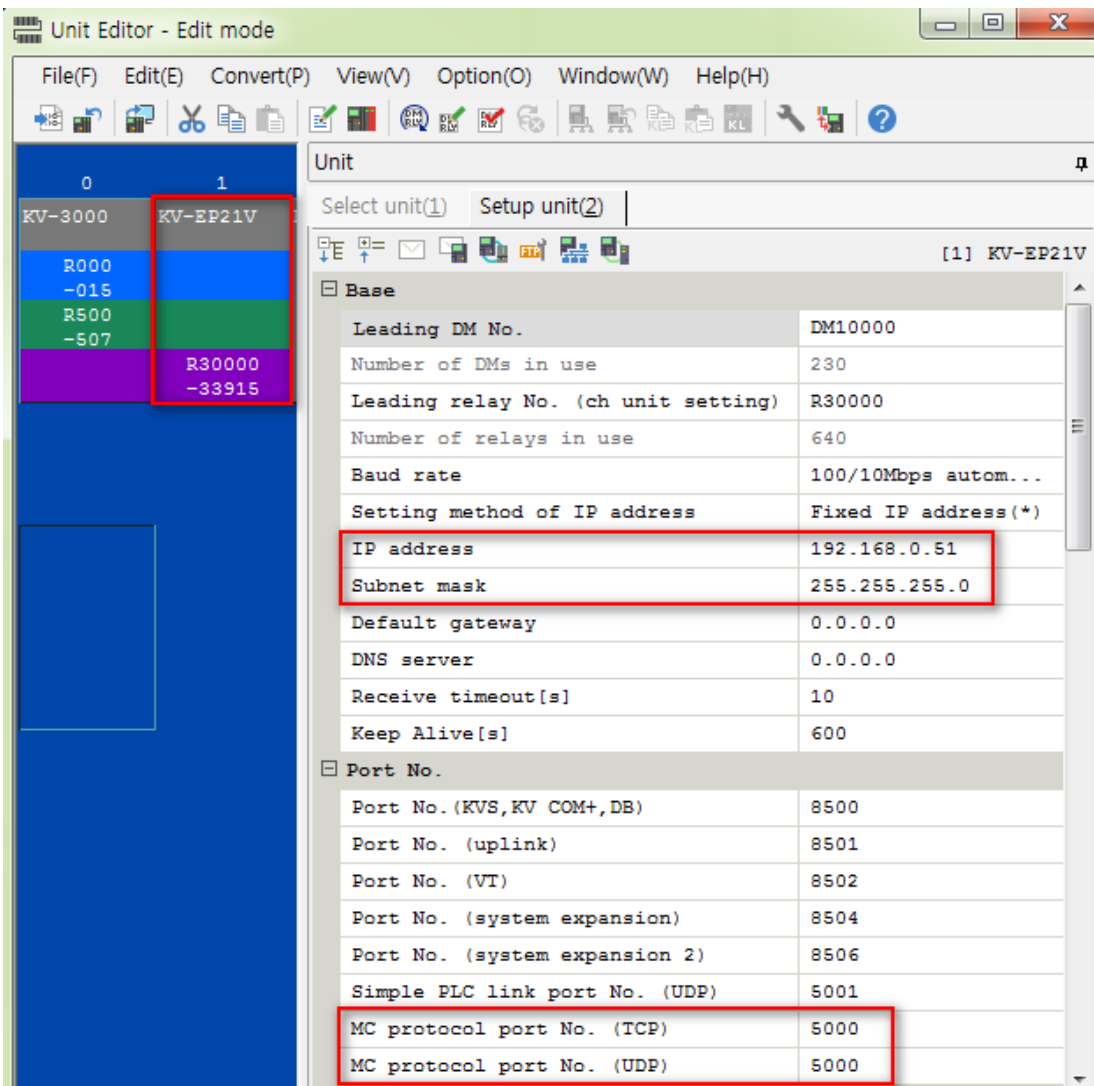 Unit Editor - Edit mode
File(F) Edit(E) Convert(P) View(V) Option(O) Window(W) Help(H)
0 1
KV-3000 KV-EP21V
R000
-015
R500
-507
R30000
-33915
Unit
Select unit(1) Setup unit(2)
[1] KV-EP21V
Base
Leading DM No. DM10000
Number of DMs in use 230
Leading relay No. (ch unit setting) R30000
Number of relays in use 640
Baud rate 100/10Mbps autom...
Setting method of IP address Fixed IP address(*)
IP address 192.168.0.51
Subnet mask 255.255.255.0
Default gateway 0.0.0.0
DNS server 0.0.0.0
Receive timeout[s] 10
Keep Alive[s] 600
Port No.
Port No.(KVS,KV COM+,DB) 8500
Port No. (uplink) 8501
Port No. (VT) 8502
Port No. (system expansion) 8504
Port No. (system expansion 2) 8506
Simple PLC link port No. (UDP) 5001
MC protocol port No. (TCP) 5000
MC protocol port No. (UDP) 5000